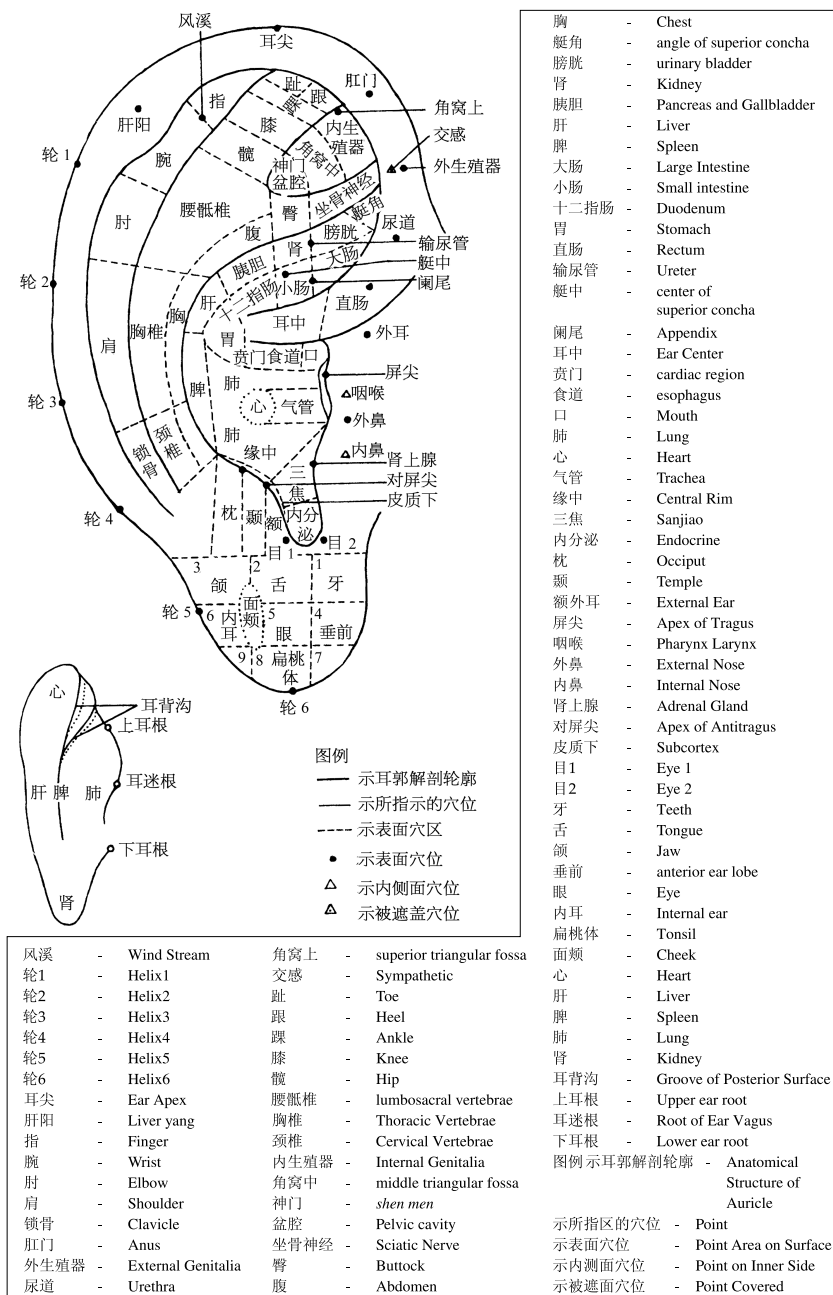 风溪
耳尖
指
趾
踝
跟
肛门
肝阳
膝
内生
殖器
角窝上
腕
髋
角窝中
交感
轮 1
神门
盆腔
外生殖器
肘
腰骶椎
臀
坐骨神经
艇角
腹
膀胱
尿道
肾
大肠
输尿管
胰胆
艇中
轮 2
肝
十二指肠
小肠
阑尾
胸
直肠
肩
胸椎
胃
耳中
外耳
贲门食道口
脾
肺
屏尖
咽喉
轮 3
心
气管
外鼻
锁骨
颈椎
肺
缘中
内鼻
三焦
肾上腺
对屏尖
皮质下
轮 4
枕
颞
额
内分泌
目 1
目 2
3
2
1
颌
舌
牙
轮 5
6
内耳
面颊
5
4
眼
垂前
9
8
扁桃体
7
轮 6
心
耳背沟
上耳根
肝 脾 肺
耳迷根
下耳根
肾
图例
示耳郭解剖轮廓
示所指示的穴位
示表面穴区
示表面穴位
示内侧面穴位
示被遮盖穴位
胸 - Chest
艇角 - angle of superior concha
膀胱 - urinary bladder
肾 - Kidney
胰胆 - Pancreas and Gallbladder
肝 - Liver
脾 - Spleen
大肠 - Large Intestine
小肠 - Small intestine
十二指肠 - Duodenum
胃 - Stomach
直肠 - Rectum
输尿管 - Ureter
艇中 - center of
superior concha
阑尾 - Appendix
耳中 - Ear Center
贲门 - cardiac region
食道 - esophagus
口 - Mouth
肺 - Lung
心 - Heart
气管 - Trachea
缘中 - Central Rim
三焦 - Sanjiao
内分泌 - Endocrine
枕 - Occiput
颞 - Temple
额外耳 - External Ear
屏尖 - Apex of Tragus
咽喉 - Pharynx Larynx
外鼻 - External Nose
内鼻 - Internal Nose
肾上腺 - Adrenal Gland
对屏尖 - Apex of Antitragus
皮质下 - Subcortex
目1 - Eye 1
目2 - Eye 2
牙 - Teeth
舌 - Tongue
颌 - Jaw
垂前 - anterior ear lobe
眼 - Eye
内耳 - Internal ear
扁桃体 - Tonsil
面颊 - Cheek
心 - Heart
肝 - Liver
脾 - Spleen
肺 - Lung
肾 - Kidney
耳背沟 - Groove of Posterior Surface
上耳根 - Upper ear root
耳迷根 - Root of Ear Vagus
下耳根 - Lower ear root
图例 示耳郭解剖轮廓 - Anatomical
Structure of
Auricle
示所指区的穴位 - Point
示表面穴位 - Point Area on Surface
示内测面穴位 - Point on Inner Side
示被遮面穴位 - Point Covered
风溪 - Wind Stream
轮1 - Helix1
轮2 - Helix2
轮3 - Helix3
轮4 - Helix4
轮5 - Helix5
轮6 - Helix6
耳尖 - Ear Apex
肝阳 - Liver yang
指 - Finger
腕 - Wrist
肘 - Elbow
肩 - Shoulder
锁骨 - Clavicle
肛门 - Anus
外生殖器 - External Genitalia
尿道 - Urethra
角窝上 - superior triangular fossa
交感 - Sympathetic
趾 - Toe
跟 - Heel
踝 - Ankle
膝 - Knee
髋 - Hip
腰骶椎 - lumbosacral vertebrae
胸椎 - Thoracic Vertebrae
颈椎 - Cervical Vertebrae
内生殖器 - Internal Genitalia
角窝中 - middle triangular fossa
神门 - shen men
盆腔 - Pelvic cavity
坐骨神经 - Sciatic Nerve
臀 - Buttock
腹 - Abdomen